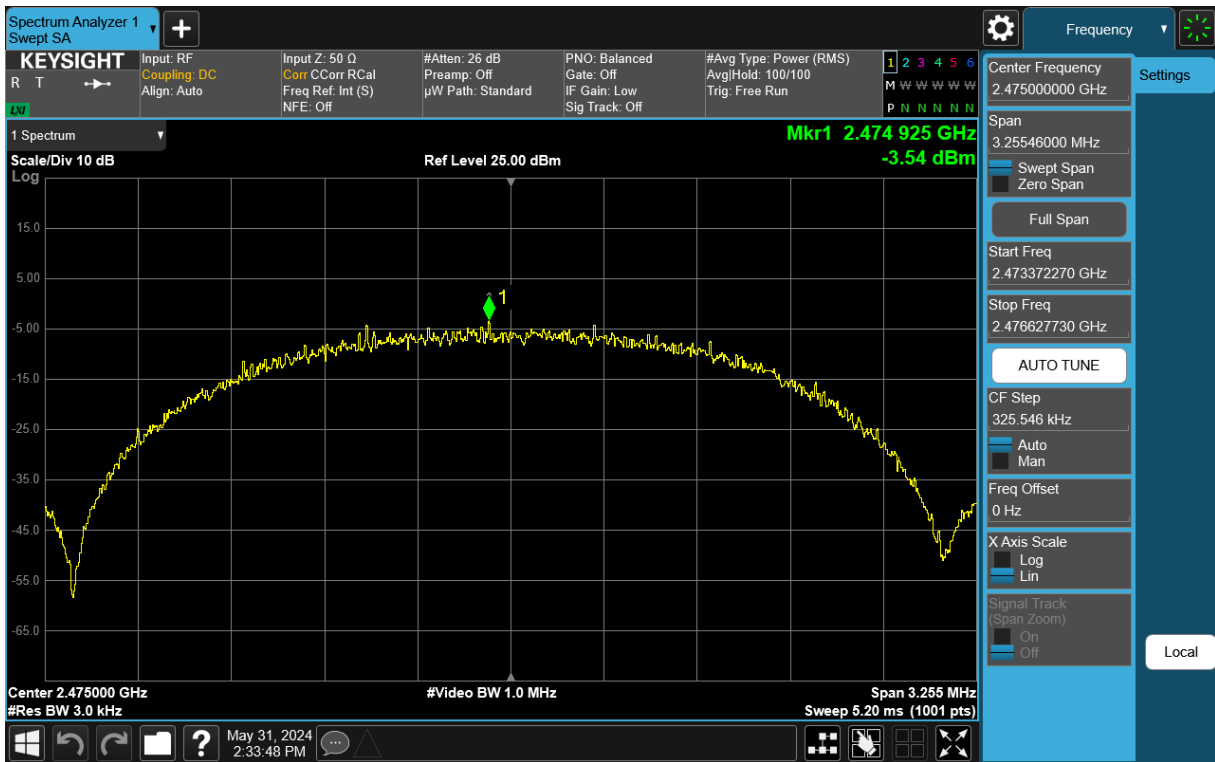 Spectrum Analyzer 1
Swept SA
Frequency
KEYSIGHT
R T
LXI
Input: RF
Coupling: DC
Align: Auto
Input Z: 50 Ω
Corr CCorr RCal
Freq Ref: Int (S)
NFE: Off
#Atten: 26 dB
Preamp: Off
µW Path: Standard
PNO: Balanced
Gate: Off
IF Gain: Low
Sig Track: Off
#Avg Type: Power (RMS)
Avg|Hold: 100/100
Trig: Free Run
1 2 3 4 5 6
M W W W W W
P N N N N N
1 Spectrum
Scale/Div 10 dB
Log
Ref Level 25.00 dBm
Mkr1 2.474 925 GHz
-3.54 dBm
15.0
5.00
-5.00
-15.0
-25.0
-35.0
-45.0
-55.0
-65.0
1
Center 2.475000 GHz
#Res BW 3.0 kHz
#Video BW 1.0 MHz
Span 3.255 MHz
Sweep 5.20 ms (1001 pts)
Center Frequency
2.475000000 GHz
Span
3.25546000 MHz
Swept Span
Zero Span
Full Span
Start Freq
2.473372270 GHz
Stop Freq
2.476627730 GHz
AUTO TUNE
CF Step
325.546 kHz
Auto
Man
Freq Offset
0 Hz
X Axis Scale
Log
Lin
Signal Track
(Span Zoom)
On
Off
Settings
Local
?
May 31, 2024
2:33:48 PM